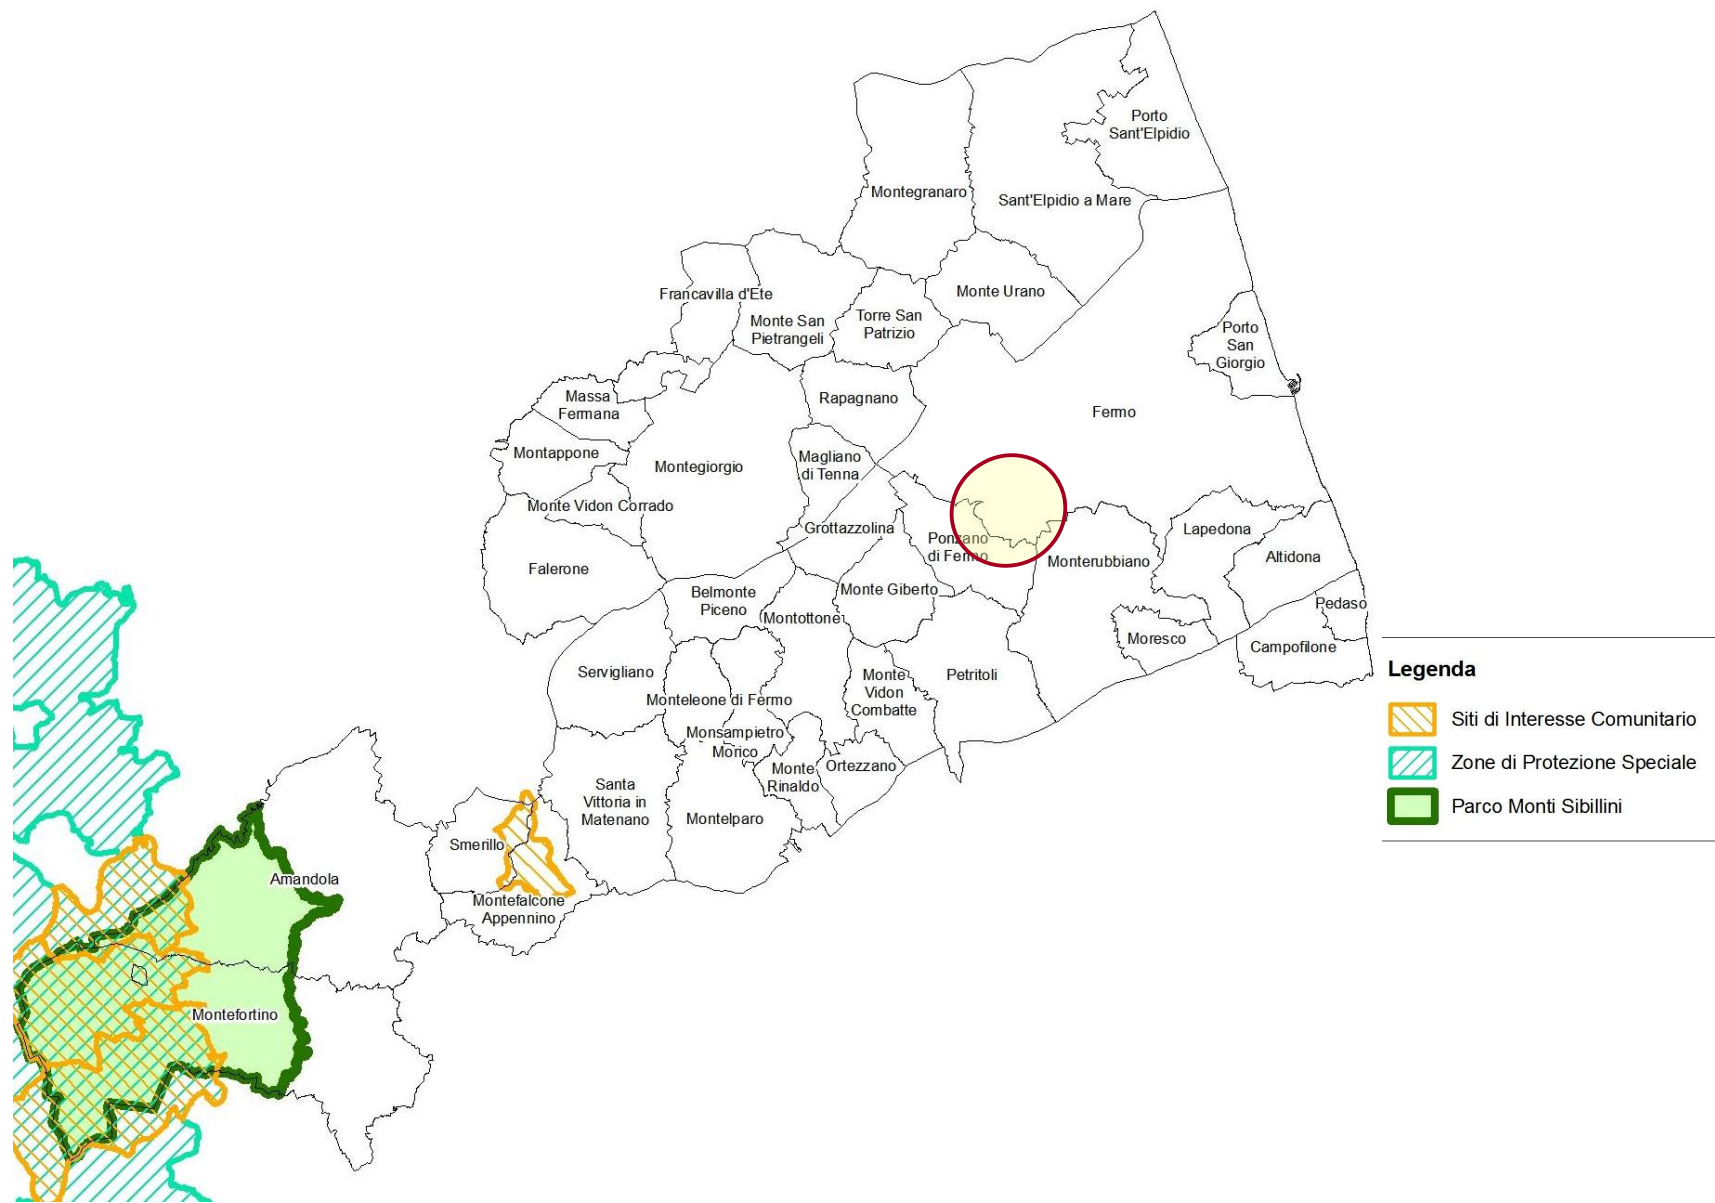 Porto
Sant'Elpidio
Montegranaro
Sant'Elpidio a Mare
Francavilla d'Ete
Monte Urano
Monte San
Pietrangeli
Torre San
Patrizio
Porto
San
Giorgio
Massa
Fermana
Rapagnano
Fermo
Montappone
Montegiorgio
Magliano
di Tenna
Monte Vidon Corrado
Grottazzolina
Ponzano
di Fermo
Lapedona
Falerone
Monterubbiano
Altidona
Belmonte
Piceno
Monte Giberto
Montottone
Pedaso
Moresco
Campofilone
Servigliano
Monteleone di Fermo
Monte
Vidon
Combatte
Petritoli
Monsampietro
Morico
Monte
Rinaldo
Ortezzano
Santa
Vittoria in
Matenano
Montelparo
Smerillo
Amandola
Montefalcone
Appennino
Montefortino
Legenda
Siti di Interesse Comunitario
Zone di Protezione Speciale
Parco Monti Sibillini